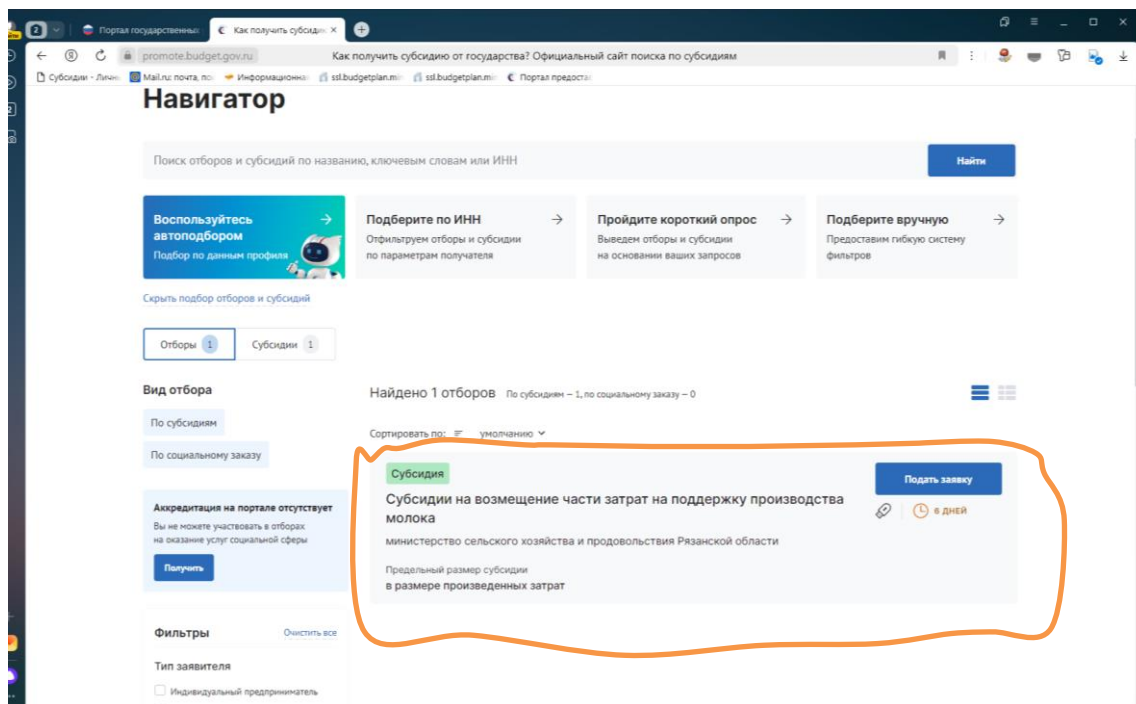 2
Портал государственных
Как получить субсидию
promote.budget.gov.ru
Как получить субсидию от государства? Официальный сайт поиска по субсидиям
Субсидии - Личн
Mail.ru: почта, по
Информационна
ssl.budgetplan.mi
ssl.budgetplan.mi
Портал предоста
Навигатор
Поиск отборов и субсидий по названию, ключевым словам или ИНН
Найти
Воспользуйтесь
автоподбором
Подбор по данным профиля
Подберите по ИНН
Отфильтруем отборы и субсидии
по параметрам получателя
Пройдите короткий опрос
Выведем отборы и субсидии
на основании ваших запросов
Подберите вручную
Предоставим гибкую систему
фильтров
Скрыть подбор отборов и субсидий
Отборы 1
Субсидии 1
Вид отбора
По субсидиям
По социальному заказу
Найдено 1 отборов По субсидиям – 1, по социальному заказу – 0
Сортировать по: умолчанию
Субсидия
Субсидии на возмещение части затрат на поддержку производства
молока
министерство сельского хозяйства и продовольствия Рязанской области
Предельный размер субсидии
в размере произведенных затрат
Подать заявку
6 ДНЕЙ
Аккредитация на портале отсутствует
Вы не можете участвовать в отборах
на оказание услуг социальной сферы
Получить
Фильтры
Очистить все
Тип заявителя
Индивидуальный предприниматель